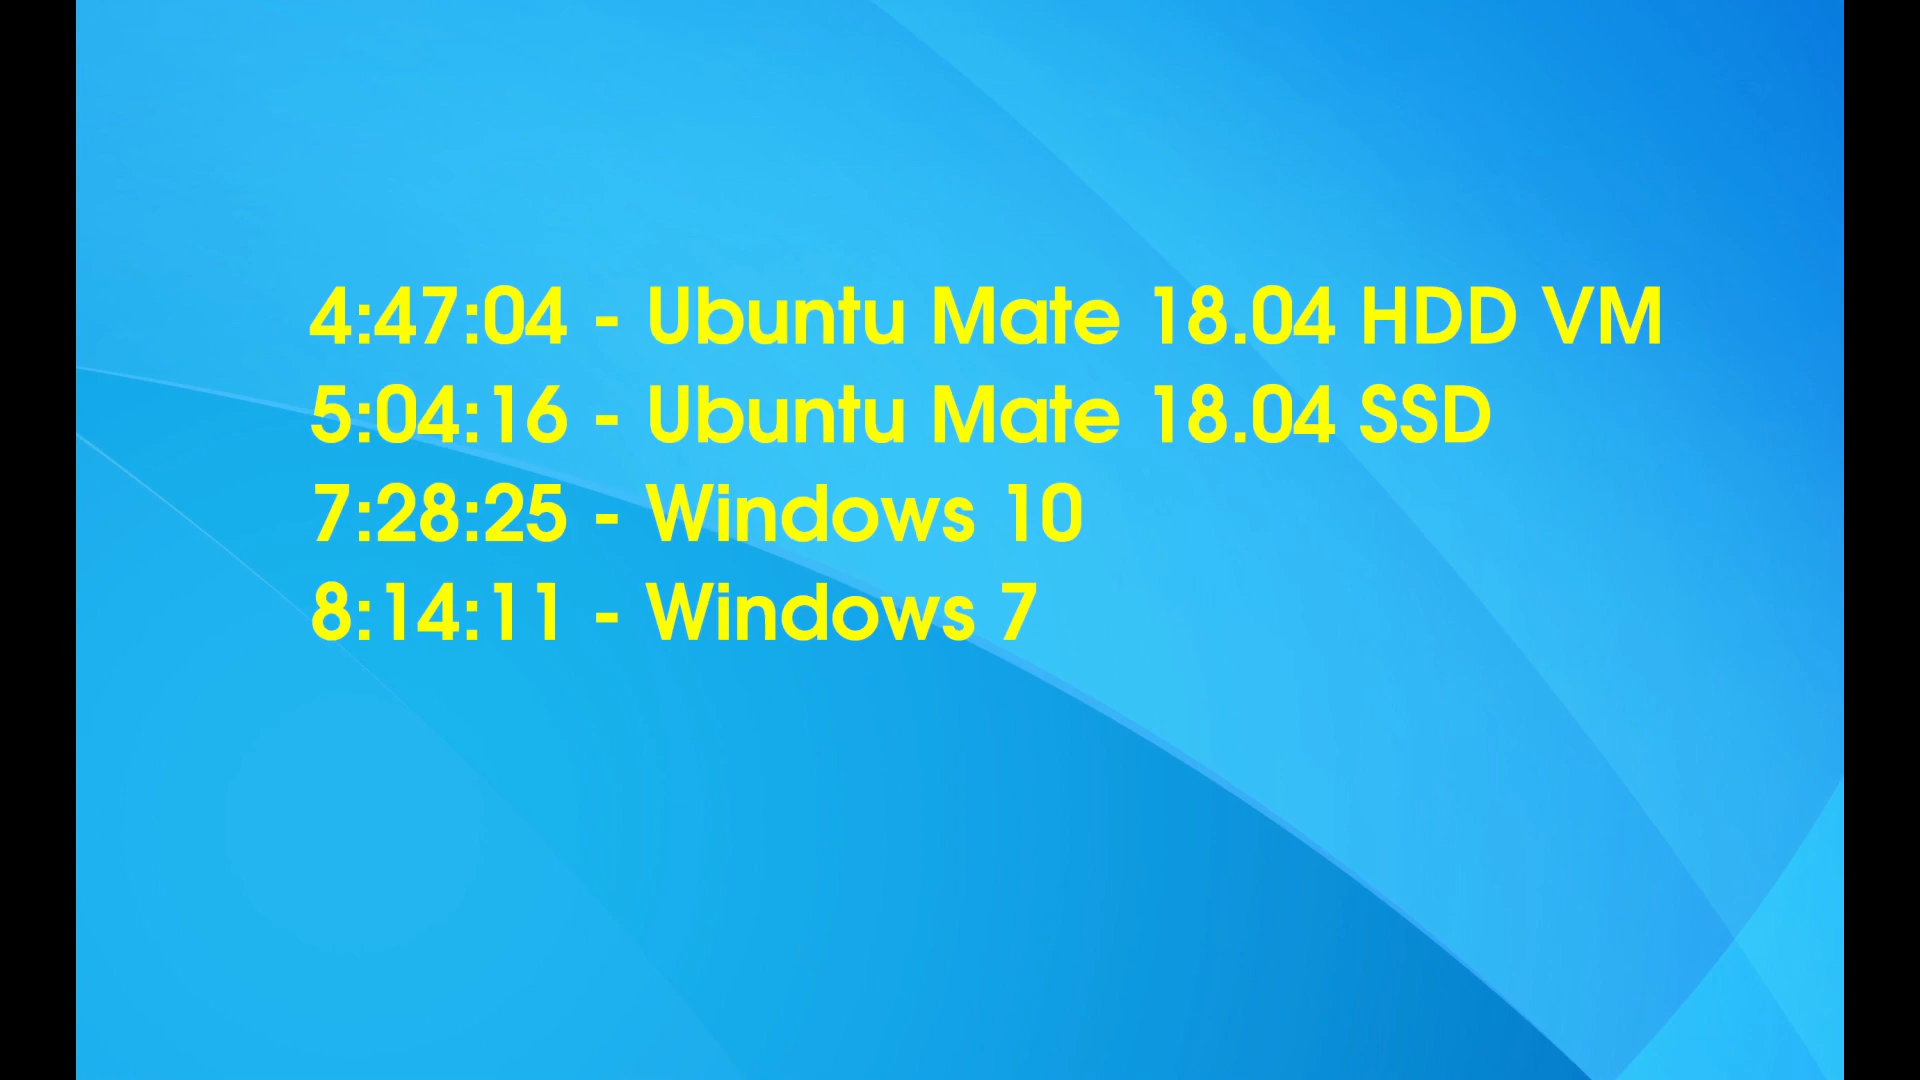 4:47:04 - Ubuntu Mate 18.04 HDD VM
5:04:16 - Ubuntu Mate 18.04 SSD
7:28:25 - Windows 10
8:14:11 - Windows 7